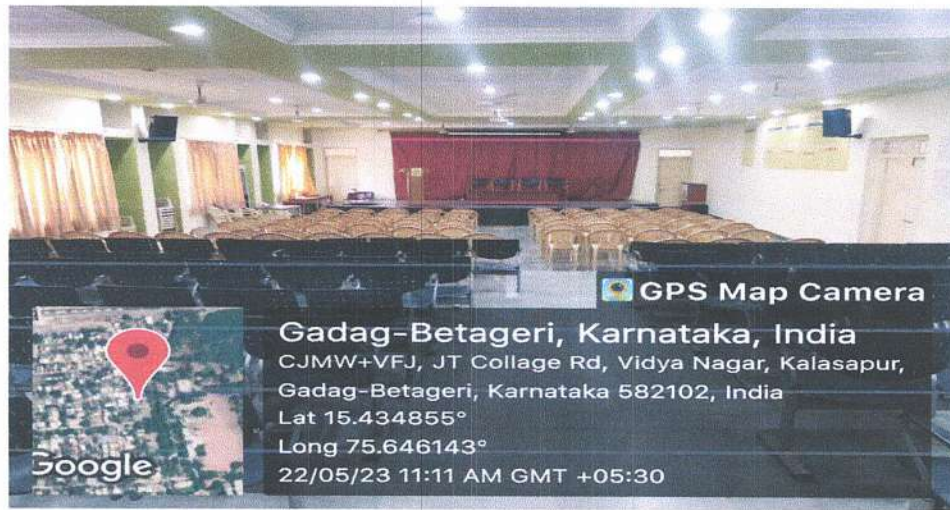 GPS Map Camera
Gadag-Betageri, Karnataka, India
CJMW+VFJ, JT Collage Rd, Vidya Nagar, Kalasapur,
Gadag-Betageri, Karnataka 582102, India
Lat 15.434855°
Long 75.646143°
22/05/23 11:11 AM GMT +05:30
Google